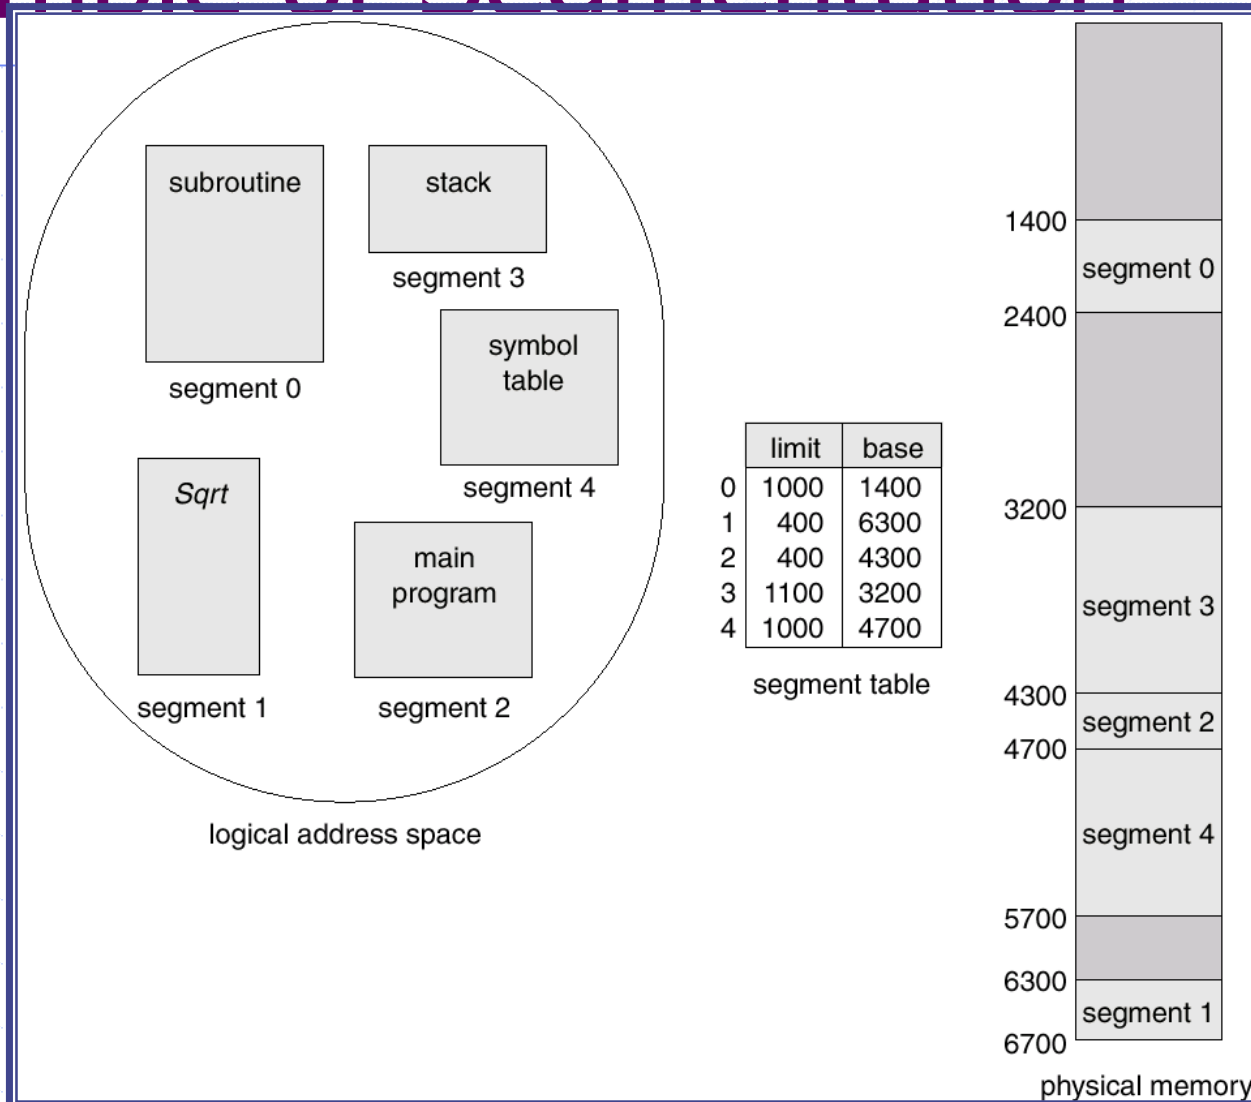 subroutine
segment 0
stack
segment 3
symbol
table
segment 4
Sqrt
segment 1
main
program
segment 2
logical address space
limit base
0 1000 1400
1 400 6300
2 400 4300
3 1100 3200
4 1000 4700
segment table
1400
segment 0
2400
3200
segment 3
4300
segment 2
4700
segment 4
5700
6300
segment 1
6700
physical memory